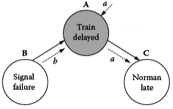 A
a
Train
delayed
B
b
a
C
Signal
failure
Norman
late